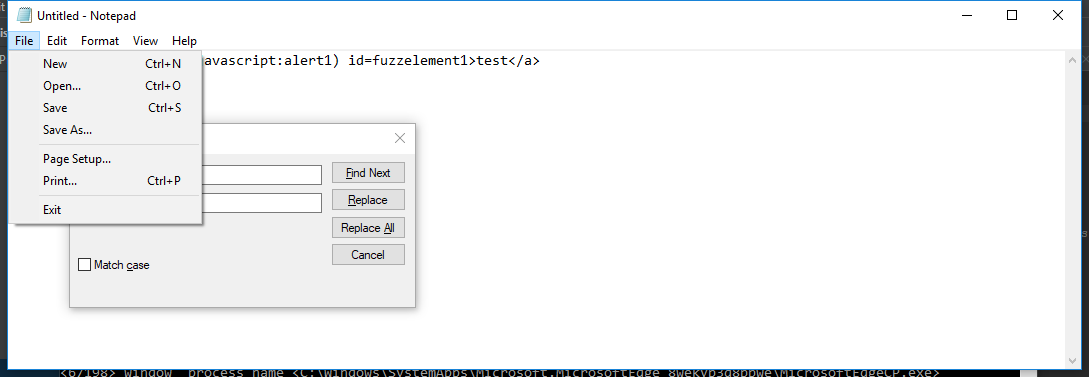 Untitled - Notepad
File Edit Format View Help
avascript:alert1) id=fuzzelement1>test</a>
New Ctrl+N
Open... Ctrl+O
Save Ctrl+S
Save As...
Page Setup...
Print... Ctrl+P
Exit
Find Next
Replace
Replace All
Cancel
Match case
<6/198> window process name <C:\Windows\SystemApps\Microsoft.MicrosoftEdge_8wekyb3d8bbwe\MicrosoftEdgeCP.exe>